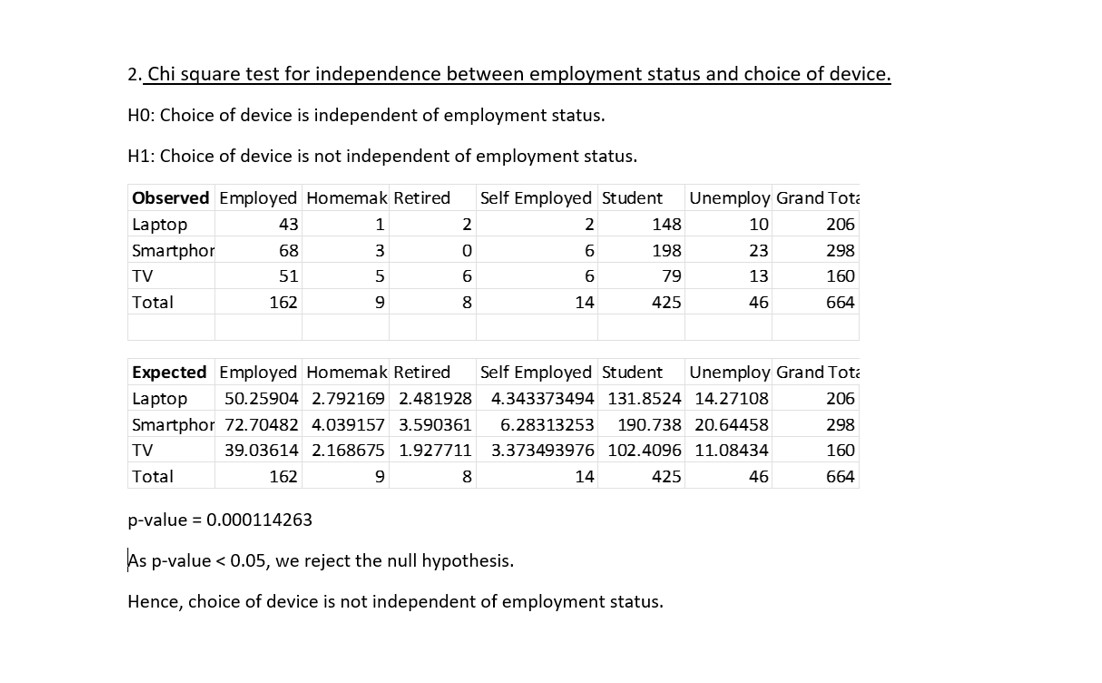 2. Chi square test for independence between employment status and choice of device.
H0: Choice of device is independent of employment status.
H1: Choice of device is not independent of employment status.
Observed Employed Homemak Retired Self Employed Student Unemploy Grand Tota
Laptop 43 1 2 2 148 10 206
Smartphor 68 3 0 6 198 23 298
TV 51 5 6 6 79 13 160
Total 162 9 8 14 425 46 664
Expected Employed Homemak Retired Self Employed Student Unemploy Grand Tota
Laptop 50.25904 2.792169 2.481928 4.343373494 131.8524 14.27108 206
Smartphor 72.70482 4.039157 3.590361 6.28313253 190.738 20.64458 298
TV 39.03614 2.168675 1.927711 3.373493976 102.4096 11.08434 160
Total 162 9 8 14 425 46 664
p-value = 0.000114263
As p-value < 0.05, we reject the null hypothesis.
Hence, choice of device is not independent of employment status.